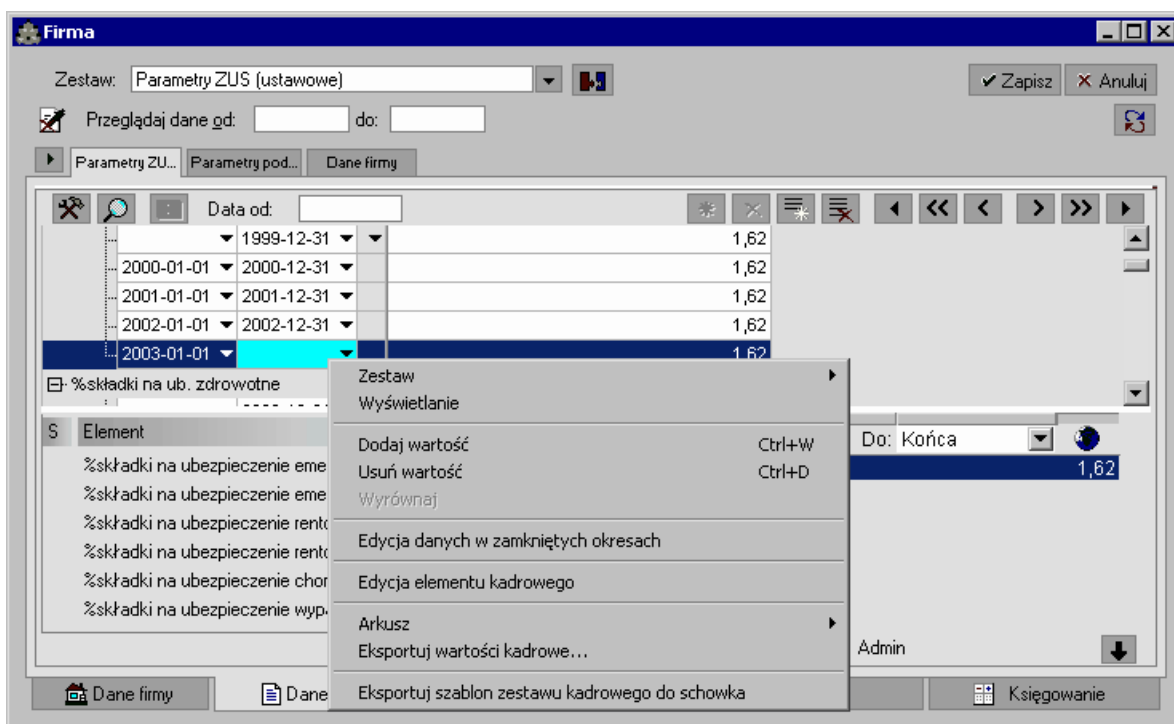 Firma
Zestaw: Parametry ZUS (ustawowe) Zapisz Anuluj
Przeglądaj dane od: do:
Parametry ZU... Parametry pod... Dane firmy
Data od:
1999-12-31 1,62
2000-01-01 2000-12-31 1,62
2001-01-01 2001-12-31 1,62
2002-01-01 2002-12-31 1,62
2003-01-01 1,62
%składki na ub. zdrowotne
Zestaw
Wyświetlanie
Dodaj wartość Ctrl+W
Usuń wartość Ctrl+D
Wyrównaj
Edycja danych w zamkniętych okresach
Edycja elementu kadrowego
Arkusz
Eksportuj wartości kadrowe...
Eksportuj szablon zestawu kadrowego do schowka
S Element Do: Końca
%składki na ubezpieczenie eme 1,62
%składki na ubezpieczenie eme
%składki na ubezpieczenie
%składki na ubezpieczenie
%składki na ubezpieczenie chor
%składki na ubezpieczenie
Admin
Dane firmy Dane Księgowanie